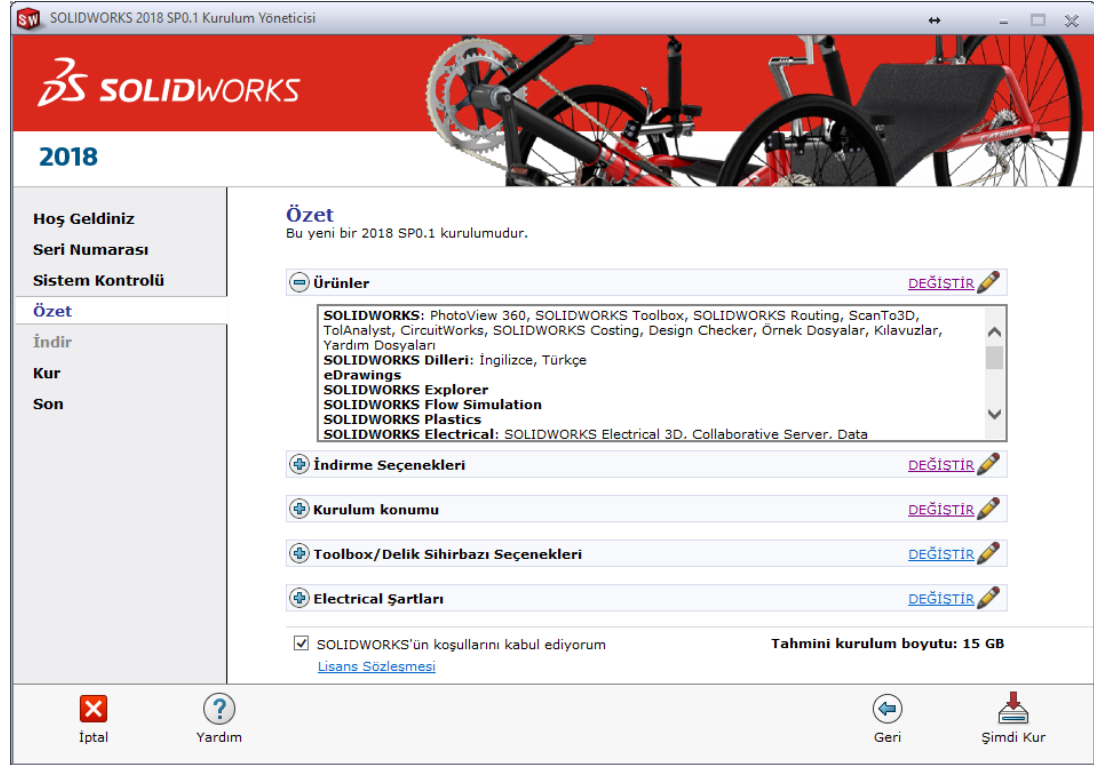 SOLIDWORKS 2018 SP0.1 Kurulum Yöneticisi
SOLIDWORKS
CATRIKE
2018
Hoş Geldiniz
Seri Numarası
Sistem Kontrolü
Özet
İndir
Kur
Son
Özet
Bu yeni bir 2018 SP0.1 kurulumudur.
Ürünler DEĞİŞTİR
SOLIDWORKS: PhotoView 360, SOLIDWORKS Toolbox, SOLIDWORKS Routing, ScanTo3D,
TolAnalyst, CircuitWorks, SOLIDWORKS Costing, Design Checker, Örnek Dosyalar, Kılavuzlar,
Yardım Dosyaları
SOLIDWORKS Dilleri: İngilizce, Türkçe
eDrawings
SOLIDWORKS Explorer
SOLIDWORKS Flow Simulation
SOLIDWORKS Plastics
SOLIDWORKS Electrical: SOLIDWORKS Electrical 3D, Collaborative Server, Data
İndirme Seçenekleri DEĞİŞTİR
Kurulum konumu DEĞİŞTİR
Toolbox/Delik Sihirbazı Seçenekleri DEĞİŞTİR
Electrical Şartları DEĞİŞTİR
SOLIDWORKS'ün koşullarını kabul ediyorum Tahmini kurulum boyutu: 15 GB
Lisans Sözleşmesi
İptal Yardım Geri Şimdi Kur